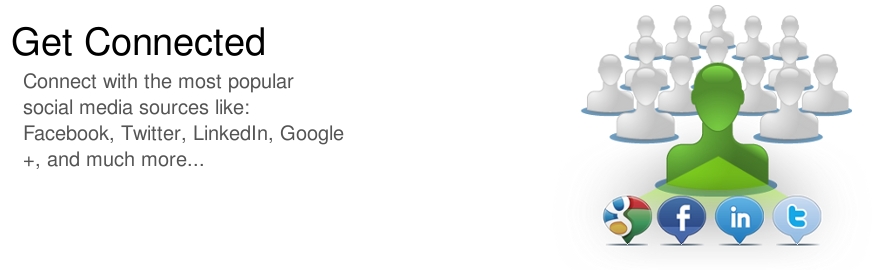 Get Connected
Connect with the most popular
social media sources like:
Facebook, Twitter, LinkedIn, Google
+, and much more...
g
f
in
t